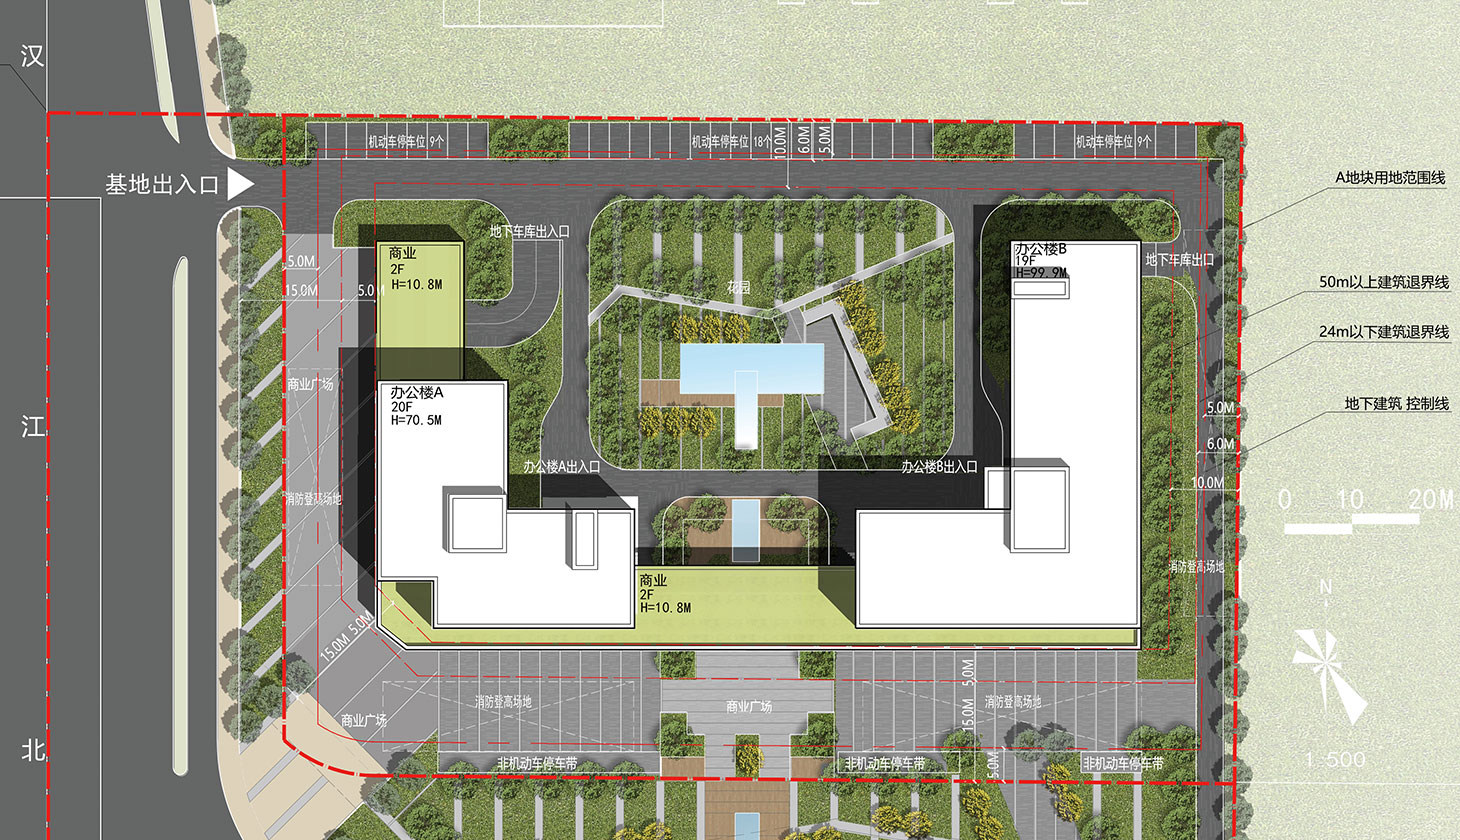 汉
机动车停车位 9个
机动车停车位 18个
10.0M
6.0M
5.0M
机动车停车位 9个
基地出入口
A地块用地范围线
地下车库出入口
商业
2F
H=10.8M
5.0M
15.0M
5.0M
花园
办公楼B
19F
H=99.9M
地下车库出口
50m以上建筑退界线
24m以下建筑退界线
地下建筑 控制线
商业广场
办公楼A
20F
H=70.5M
5.0M
6.0M
10.0M
江
办公楼A出入口
办公楼B出入口
消防登高场地
0 10 20M
消防登高场地
商业
2F
H=10.8M
N
15.0M
5.0M
5.0M
15.0M
5.0M
消防登高场地
商业广场
消防登高场地
商业广场
北
非机动车停车带
非机动车停车带
非机动车停车带
1:500